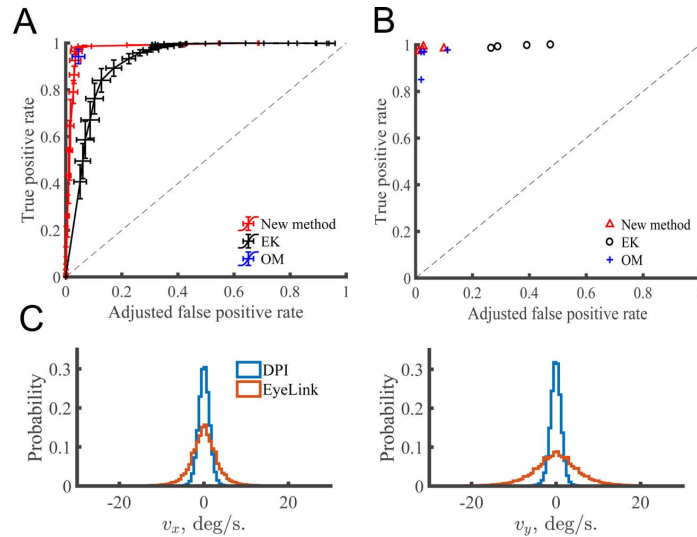 A
True positive rate
1
0.8
0.6
0.4
0.2
0
0 0.2 0.4 0.6 0.8 1
Adjusted false positive rate
New method
EK
OM
B
True positive rate
1
0.8
0.6
0.4
0.2
0
0 0.2 0.4 0.6 0.8
Adjusted false positive rate
New method
EK
OM
C
Probability
0.3
0.2
0.1
0
-20 0 20
v_x, deg/s.
DPI
EyeLink
Probability
0.3
0.2
0.1
0
-20 0 20
v_y, deg/s.